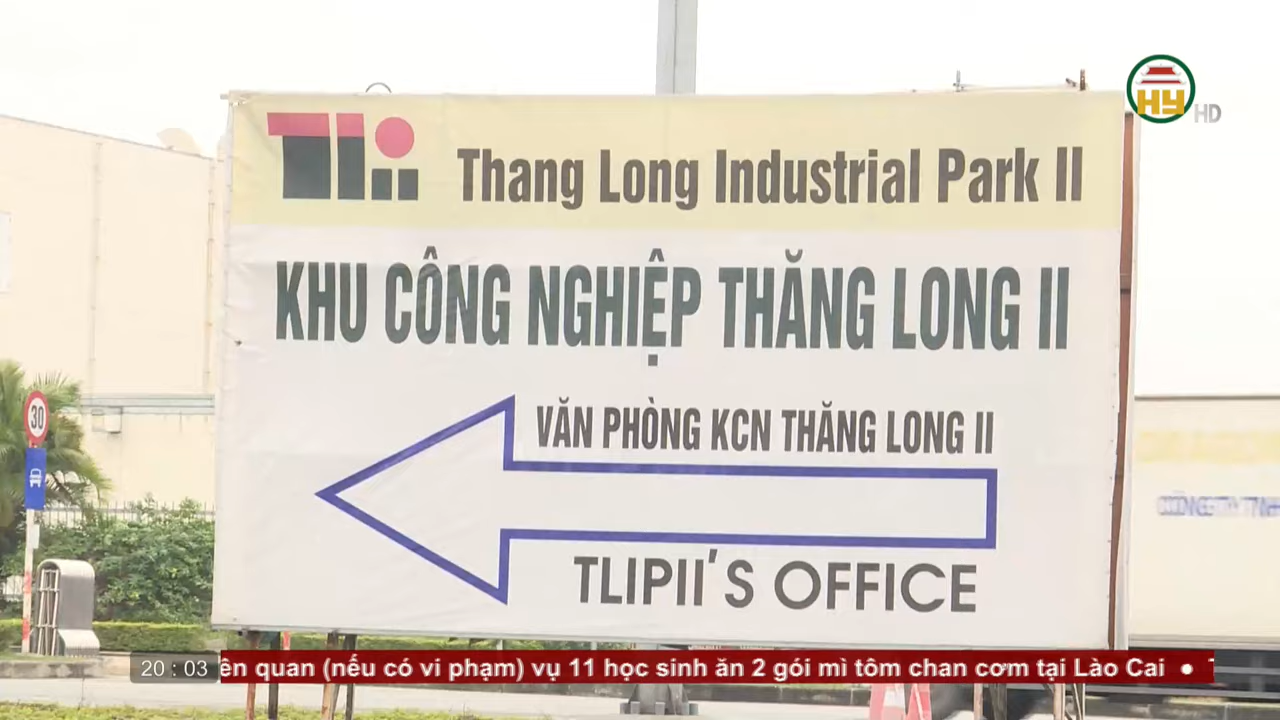 HY HD
TLII
Thang Long Industrial Park II
KHU CÔNG NGHIỆP THĂNG LONG II
VĂN PHÒNG KCN THĂNG LONG II
TLIPII'S OFFICE
30
20 : 03
ên quan (nếu có vi phạm) vụ 11 học sinh ăn 2 gói mì tôm chan cơm tại Lào Cai •